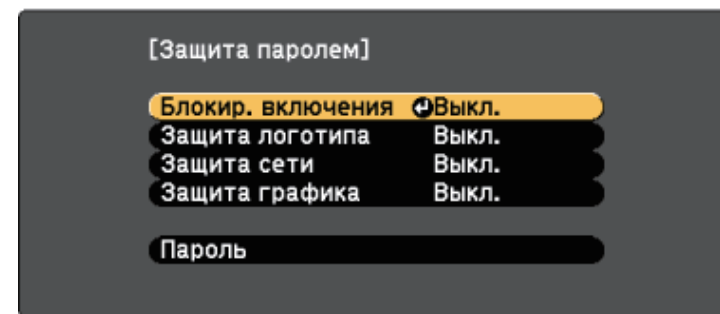 [Защита паролем]
Блокир. включения Выкл.
Защита логотипа Выкл.
Защита сети Выкл.
Защита графика Выкл.
Пароль